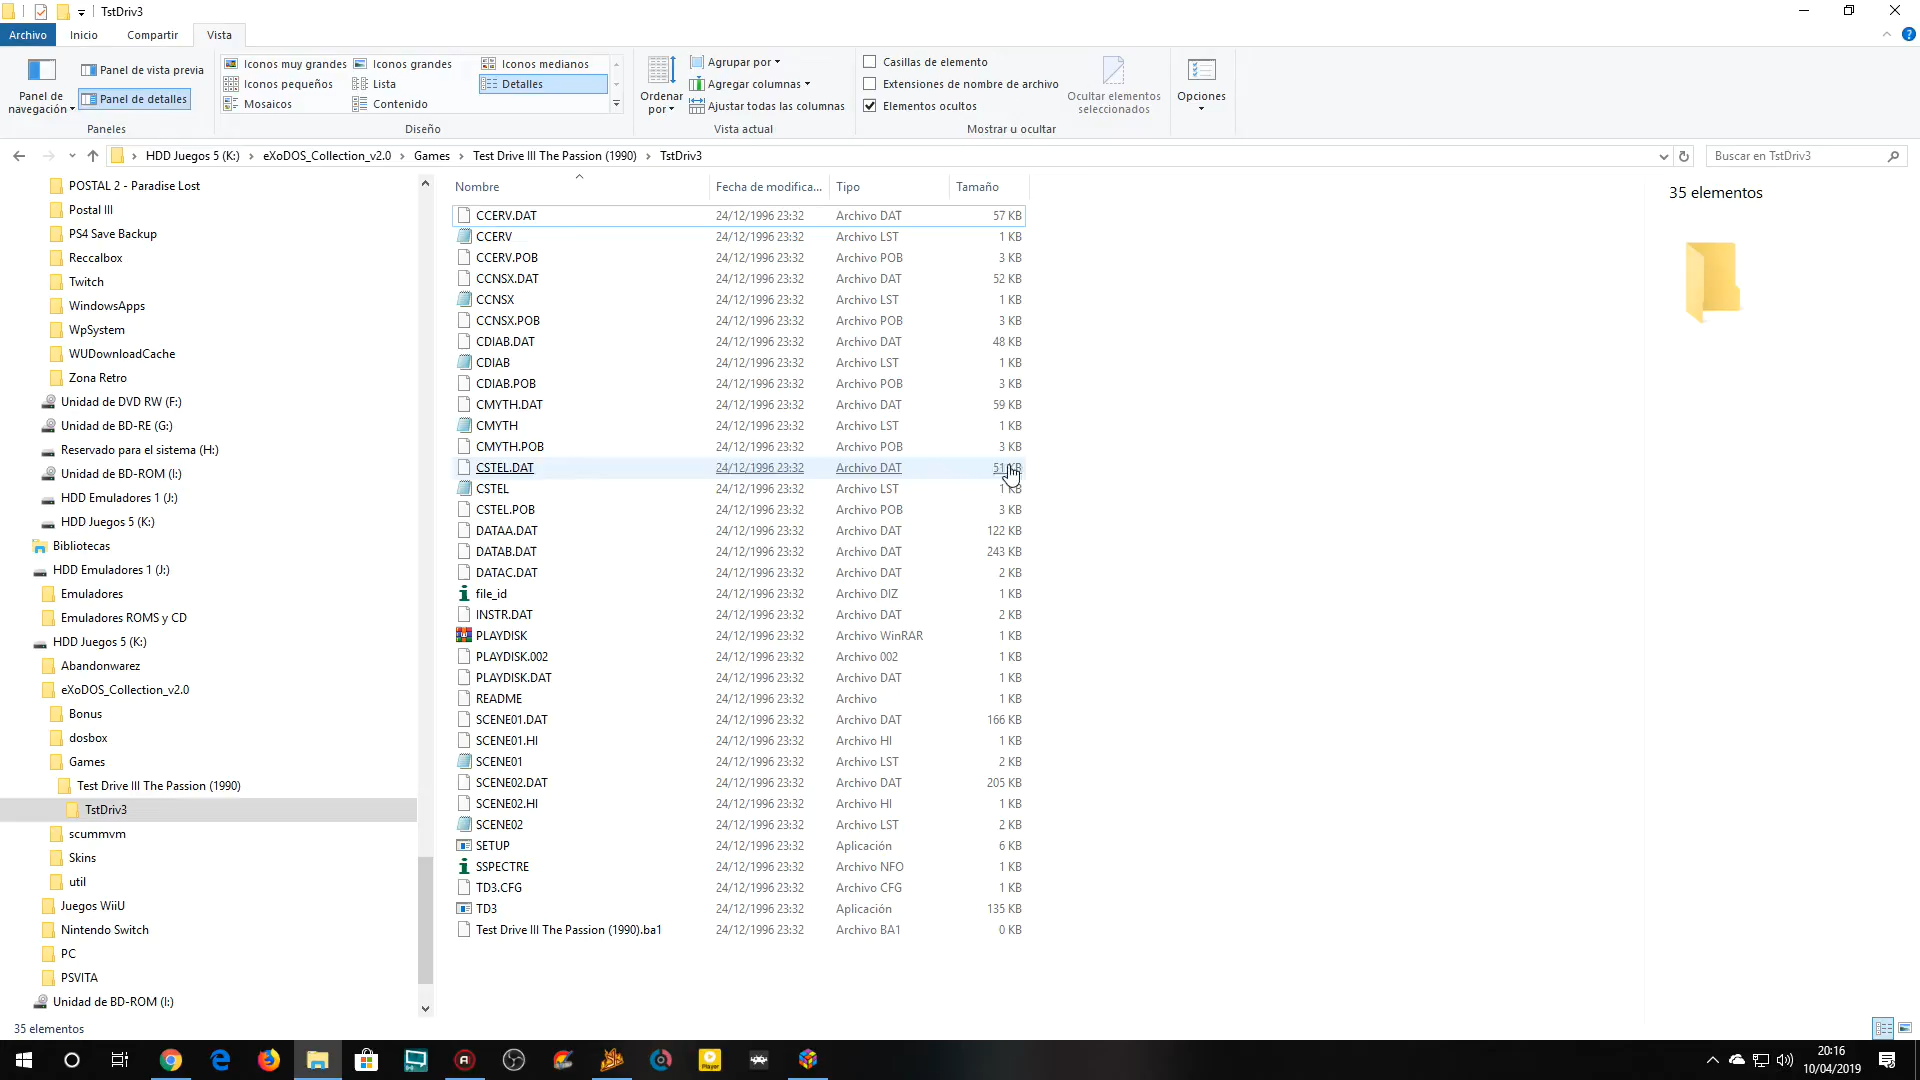 TstDriv3
Archivo Inicio Compartir Vista
Panel de navegación
Panel de vista previa
Panel de detalles
Paneles
Iconos muy grandes Iconos grandes Iconos medianos
Iconos pequeños Lista Detalles
Mosaicos Contenido
Diseño
Ordenar por
Agrupar por
Agregar columnas
Ajustar todas las columnas
Vista actual
Casillas de elemento
Extensiones de nombre de archivo
Elementos ocultos
Ocultar elementos seleccionados
Mostrar u ocultar
Opciones
HDD Juegos 5 (K:) › eXoDOS_Collection_v2.0 › Games › Test Drive III The Passion (1990) › TstDriv3
Buscar en TstDriv3
POSTAL 2 - Paradise Lost
Postal III
PS4 Save Backup
Reccalbox
Twitch
WindowsApps
WpSystem
WUDownloadCache
Zona Retro
Unidad de DVD RW (F:)
Unidad de BD-RE (G:)
Reservado para el sistema (H:)
Unidad de BD-ROM (I:)
HDD Emuladores 1 (J:)
HDD Juegos 5 (K:)
Bibliotecas
HDD Emuladores 1 (J:)
Emuladores
Emuladores ROMS y CD
HDD Juegos 5 (K:)
Abandonwarez
eXoDOS_Collection_v2.0
Bonus
dosbox
Games
Test Drive III The Passion (1990)
TstDriv3
scummvm
Skins
util
Juegos WiiU
Nintendo Switch
PC
PSVITA
Unidad de BD-ROM (I:)
Nombre Fecha de modifica... Tipo Tamaño
CCERV.DAT 24/12/1996 23:32 Archivo DAT 57 KB
CCERV 24/12/1996 23:32 Archivo LST 1 KB
CCERV.POB 24/12/1996 23:32 Archivo POB 3 KB
CCNSX.DAT 24/12/1996 23:32 Archivo DAT 52 KB
CCNSX 24/12/1996 23:32 Archivo LST 1 KB
CCNSX.POB 24/12/1996 23:32 Archivo POB 3 KB
CDIAB.DAT 24/12/1996 23:32 Archivo DAT 48 KB
CDIAB 24/12/1996 23:32 Archivo LST 1 KB
CDIAB.POB 24/12/1996 23:32 Archivo POB 3 KB
CMYTH.DAT 24/12/1996 23:32 Archivo DAT 59 KB
CMYTH 24/12/1996 23:32 Archivo LST 1 KB
CMYTH.POB 24/12/1996 23:32 Archivo POB 3 KB
CSTEL.DAT 24/12/1996 23:32 Archivo DAT 51 KB
CSTEL 24/12/1996 23:32 Archivo LST 1 KB
CSTEL.POB 24/12/1996 23:32 Archivo POB 3 KB
DATAA.DAT 24/12/1996 23:32 Archivo DAT 122 KB
DATAB.DAT 24/12/1996 23:32 Archivo DAT 243 KB
DATAC.DAT 24/12/1996 23:32 Archivo DAT 2 KB
file_id 24/12/1996 23:32 Archivo DIZ 1 KB
INSTR.DAT 24/12/1996 23:32 Archivo DAT 2 KB
PLAYDISK 24/12/1996 23:32 Archivo WinRAR 1 KB
PLAYDISK.002 24/12/1996 23:32 Archivo 002 1 KB
PLAYDISK.DAT 24/12/1996 23:32 Archivo DAT 1 KB
README 24/12/1996 23:32 Archivo 1 KB
SCENE01.DAT 24/12/1996 23:32 Archivo DAT 166 KB
SCENE01.HI 24/12/1996 23:32 Archivo HI 1 KB
SCENE01 24/12/1996 23:32 Archivo LST 2 KB
SCENE02.DAT 24/12/1996 23:32 Archivo DAT 205 KB
SCENE02.HI 24/12/1996 23:32 Archivo HI 1 KB
SCENE02 24/12/1996 23:32 Archivo LST 2 KB
SETUP 24/12/1996 23:32 Aplicación 6 KB
SSPECTRE 24/12/1996 23:32 Archivo NFO 1 KB
TD3.CFG 24/12/1996 23:32 Archivo CFG 1 KB
TD3 24/12/1996 23:32 Aplicación 135 KB
Test Drive III The Passion (1990).ba1 24/12/1996 23:32 Archivo BA1 0 KB
35 elementos
35 elementos
20:16
10/04/2019